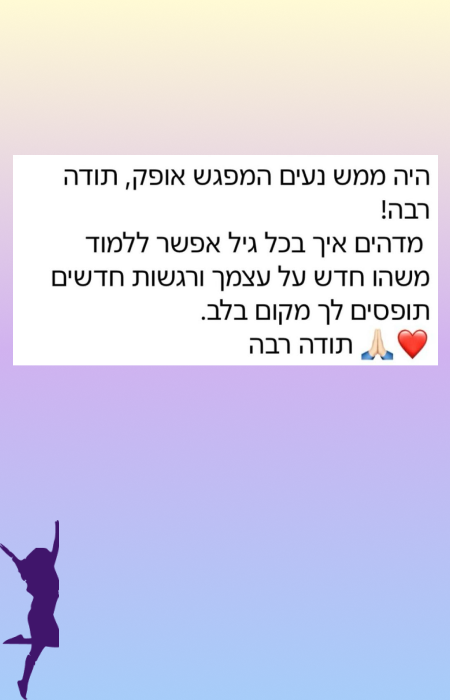 היה ממש נעים המפגש אופק, תודה
רבה!
מדהים איך בכל גיל אפשר ללמוד
משהו חדש על עצמך ורגשות חדשים
תופסים לך מקום בלב.
❤️🙏🏻 תודה רבה